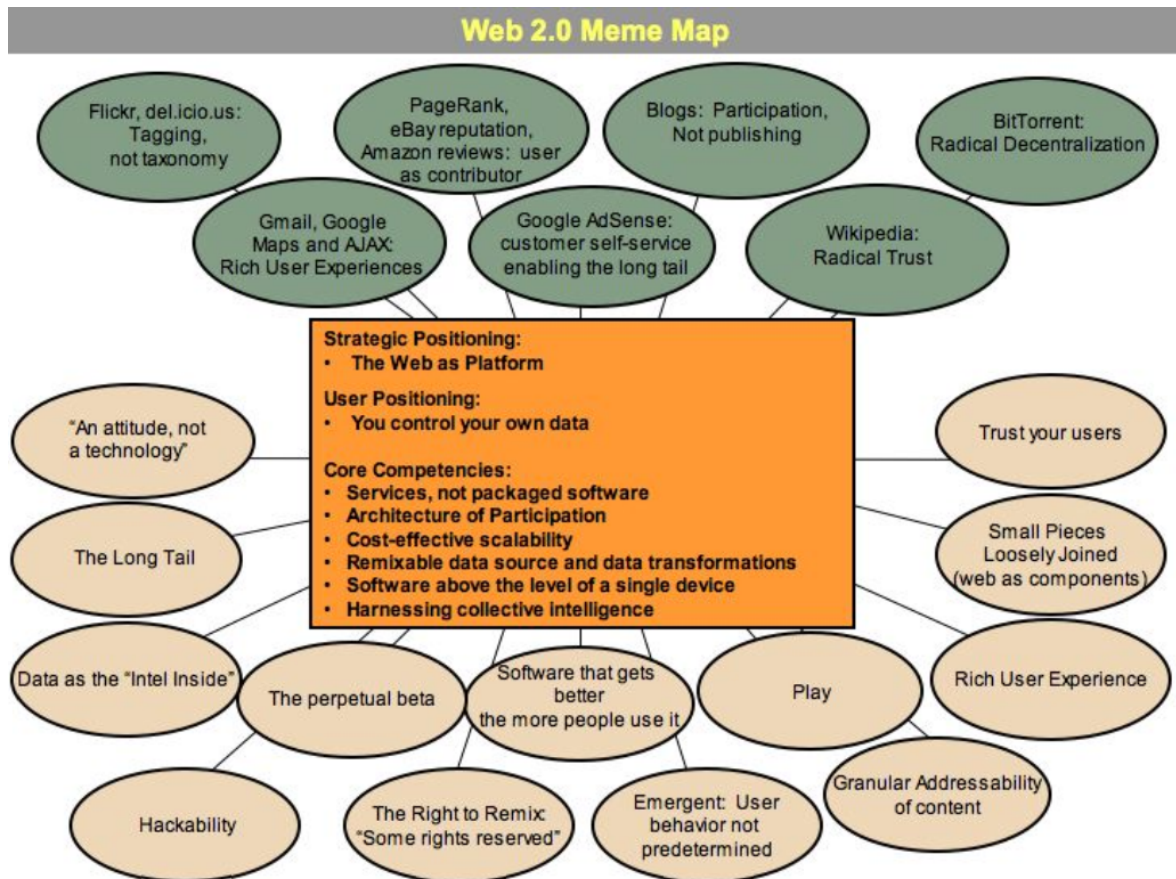 Web 2.0 Meme Map
Flickr, del.icio.us:
Tagging,
not taxonomy
PageRank,
eBay reputation,
Amazon reviews: user
as contributor
Blogs: Participation,
Not publishing
BitTorrent:
Radical Decentralization
Gmail, Google
Maps and AJAX:
Rich User Experiences
Google AdSense:
customer self-service
enabling the long tail
Wikipedia:
Radical Trust
Strategic Positioning:
• The Web as Platform
User Positioning:
• You control your own data
Core Competencies:
• Services, not packaged software
• Architecture of Participation
• Cost-effective scalability
• Remixable data source and data transformations
• Software above the level of a single device
• Harnessing collective intelligence
“An attitude, not
a technology”
Trust your users
The Long Tail
Small Pieces
Loosely Joined
(web as components)
Data as the “Intel Inside”
The perpetual beta
Software that gets
better
the more people use it
Play
Rich User Experience
Hackability
The Right to Remix:
“Some rights reserved”
Emergent: User
behavior not
predetermined
Granular Addressability
of content